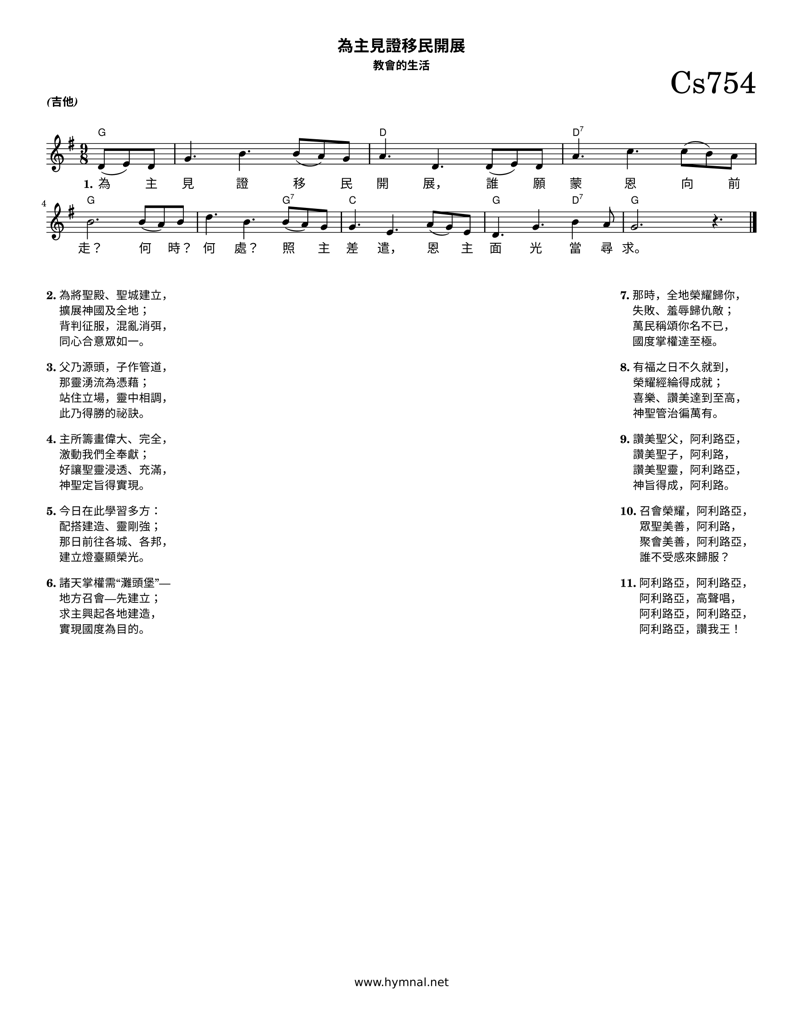 為主見證移民開展
教會的生活
Cs754
(吉他)
G D D7
9
8
1. 為 主 見 證 移 民 開 展， 誰 願 蒙 恩 向 前
4 G G7 C G D7 G
走？ 何 時？ 何 處？ 照 主 差 遣， 恩 主 面 光 當 尋 求。
2. 為將聖殿、聖城建立，
擴展神國及全地；
背判征服，混亂消弭，
同心合意眾如一。
3. 父乃源頭，子作管道，
那靈湧流為憑藉；
站住立場，靈中相調，
此乃得勝的祕訣。
4. 主所籌畫偉大、完全，
激動我們全奉獻；
好讓聖靈浸透、充滿，
神聖定旨得實現。
5. 今日在此學習多方：
配搭建造、靈剛強；
那日前往各城、各邦，
建立燈臺顯榮光。
6. 諸天掌權需“灘頭堡”—
地方召會—先建立；
求主興起各地建造，
實現國度為目的。
7. 那時，全地榮耀歸你，
失敗、羞辱歸仇敵；
萬民稱頌你名不已，
國度掌權達至極。
8. 有福之日不久就到，
榮耀經綸得成就；
喜樂、讚美達到至高，
神聖管治徧萬有。
9. 讚美聖父，阿利路亞，
讚美聖子，阿利路，
讚美聖靈，阿利路亞，
神旨得成，阿利路。
10. 召會榮耀，阿利路亞，
眾聖美善，阿利路，
聚會美善，阿利路亞，
誰不受感來歸服？
11. 阿利路亞，阿利路亞，
阿利路亞，高聲唱，
阿利路亞，阿利路亞，
阿利路亞，讚我王！
www.hymnal.net